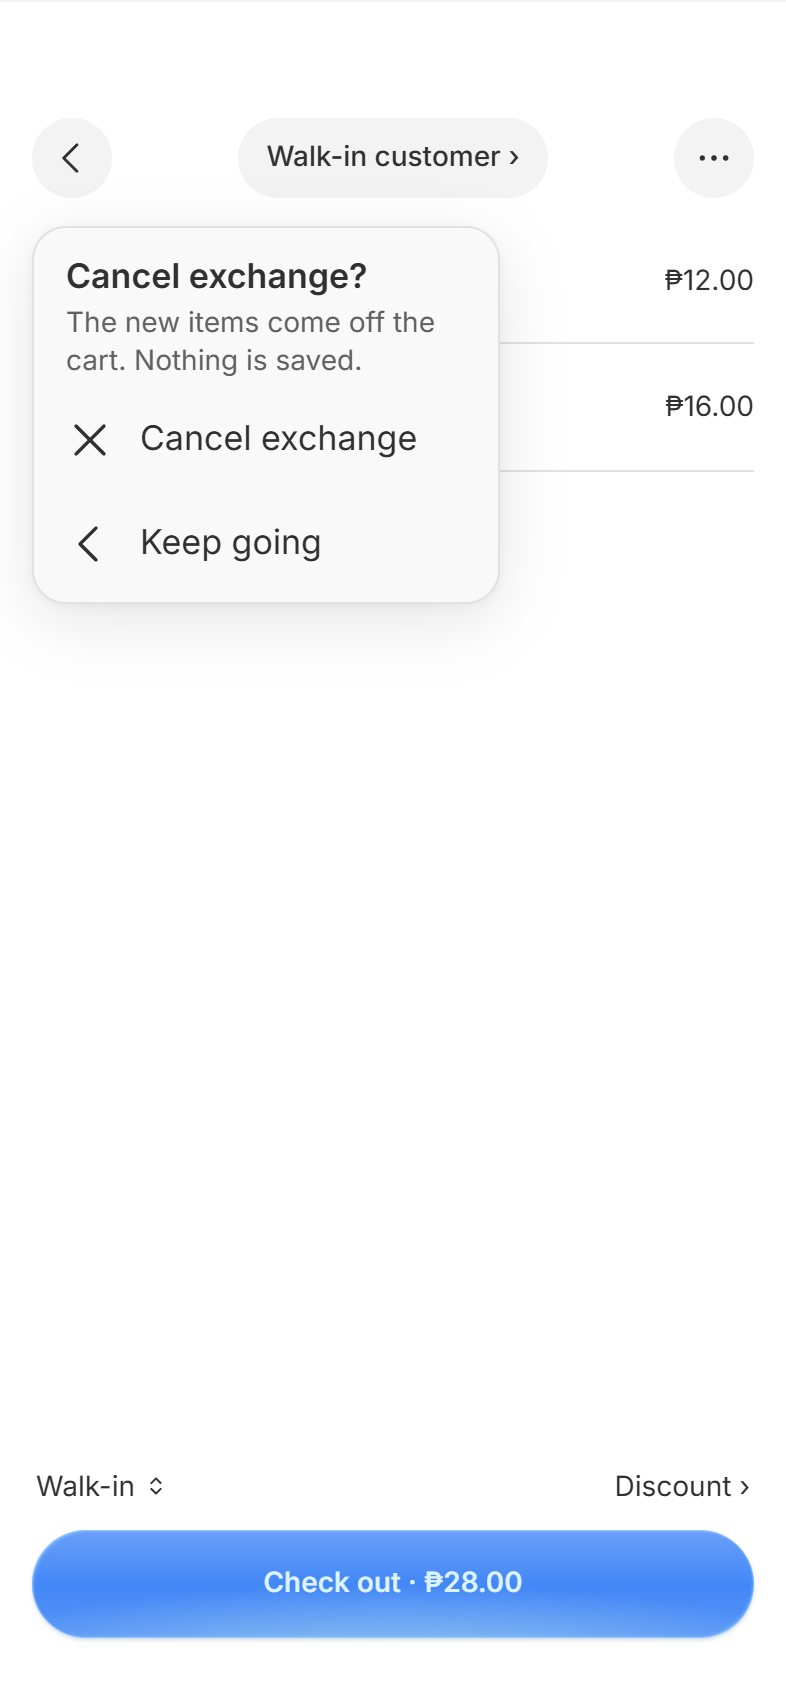 Walk-in customer ›
Cancel exchange?
The new items come off the
cart. Nothing is saved.
Cancel exchange
Keep going
₱12.00
₱16.00
Walk-in
Discount ›
Check out · ₱28.00